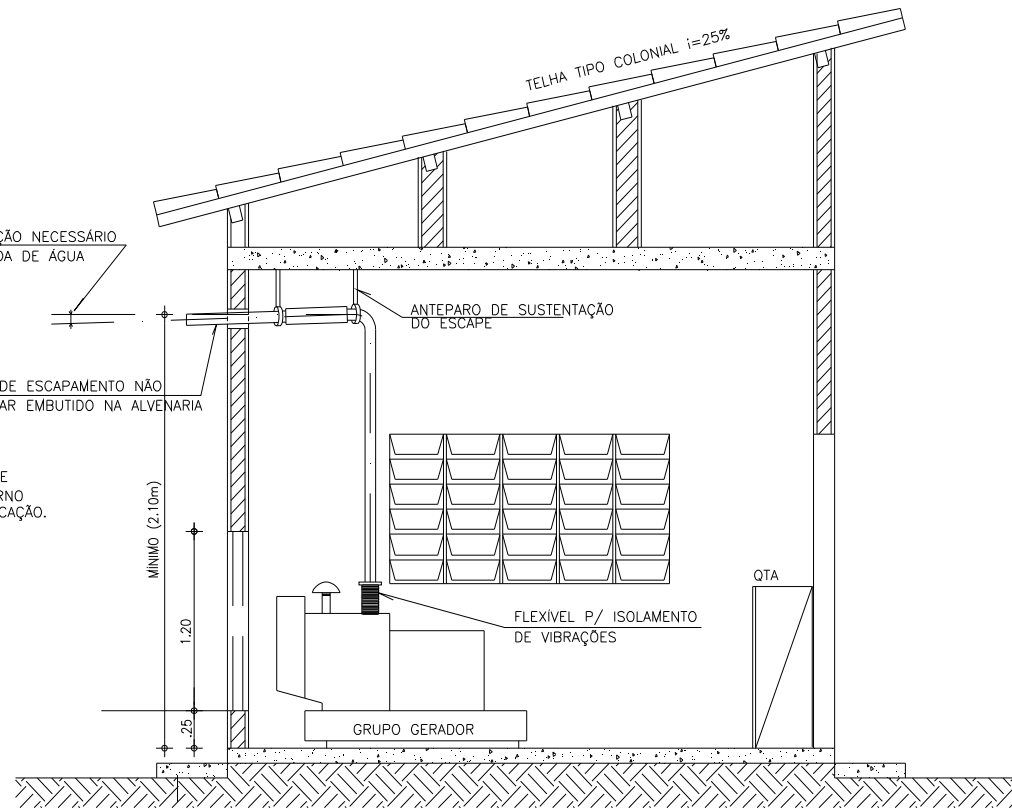 TELHA TIPO COLONIAL i=25%
ÇÃO NECESSÁRIO
DA DE ÁGUA
ANTEPARO DE SUSTENTAÇÃO
DO ESCAPE
DE ESCAPAMENTO NÃO
AR EMBUTIDO NA ALVENARIA
E
RNO
CAÇÃO.
MÍNIMO (2.10m)
QTA
FLEXÍVEL P/ ISOLAMENTO
DE VIBRAÇÕES
1.20
.25
GRUPO GERADOR